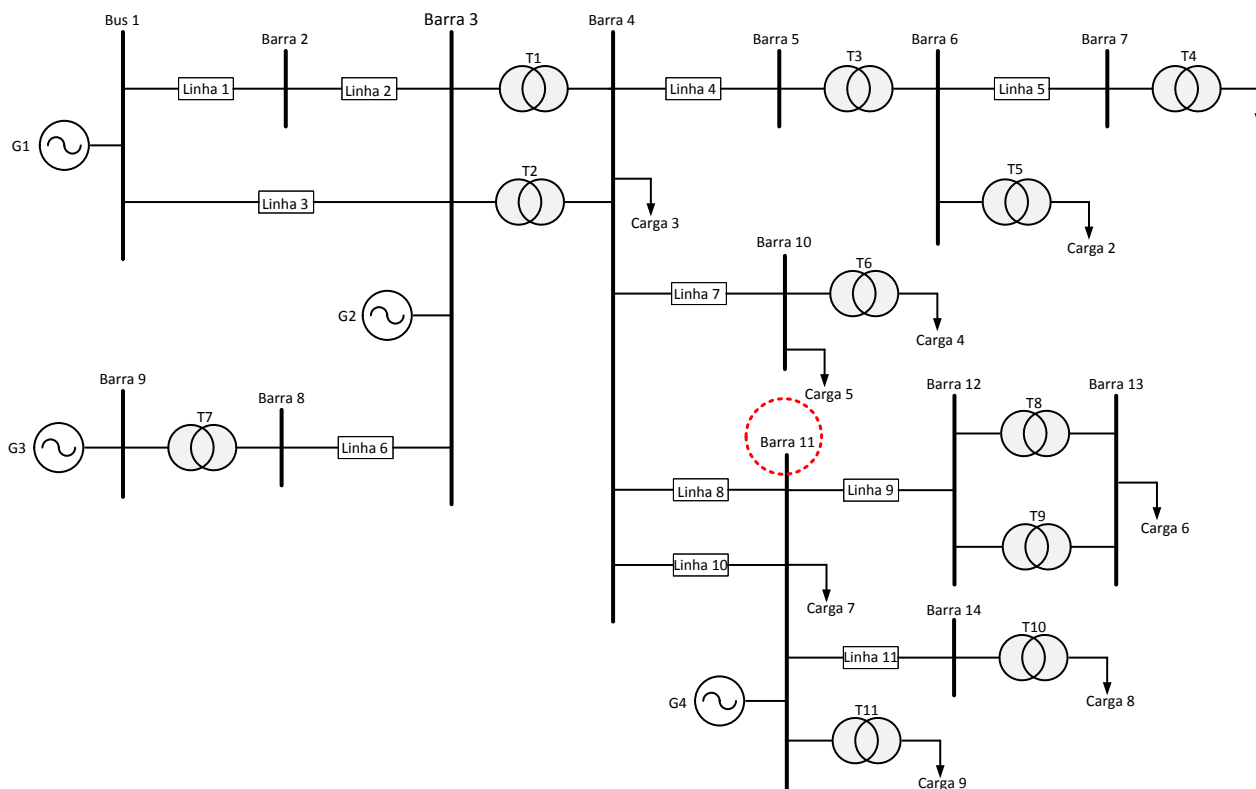 Bus 1
Barra 2
Barra 3
Barra 4
Barra 5
Barra 6
Barra 7
T1
T3
T4
Linha 1
Linha 2
Linha 4
Linha 5
G1
T2
T5
Linha 3
Carga 3
Carga 2
Barra 10
T6
Linha 7
G2
Carga 4
Barra 9
Barra 8
Carga 5
Barra 12
Barra 13
T7
T8
G3
Linha 6
Barra 11
Linha 8
Linha 9
T9
Carga 6
Linha 10
Carga 7
Barra 14
T10
Linha 11
G4
Carga 8
T11
Carga 9